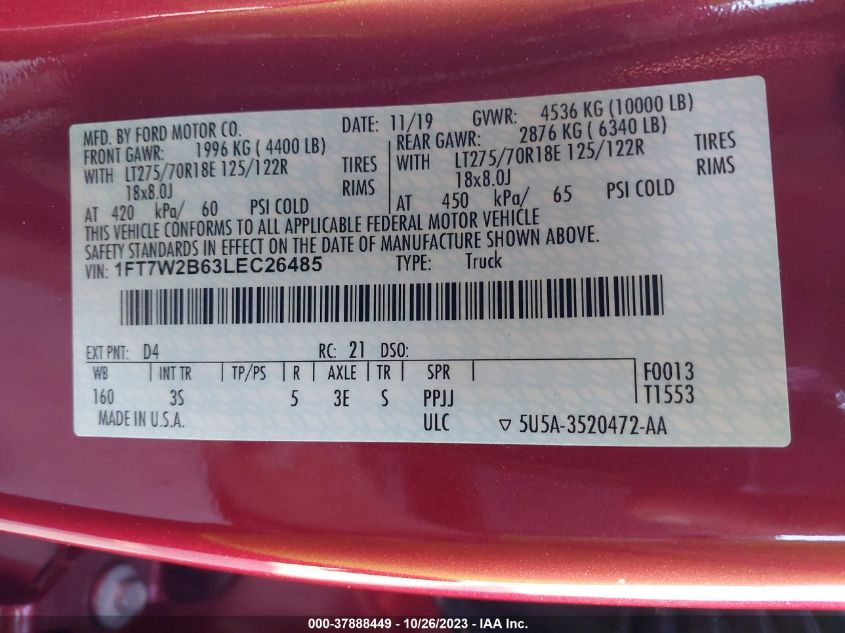 MFD. BY FORD MOTOR CO. DATE: 11/19 GVWR: 4536 KG (10000 LB)
FRONT GAWR: 1996 KG ( 4400 LB) REAR GAWR: 2876 KG ( 6340 LB)
WITH LT275/70R18E 125/122R TIRES WITH LT275/70R18E 125/122R TIRES
18x8.0J RIMS 18x8.0J RIMS
AT 420 kPa/ 60 PSI COLD AT 450 kPa/ 65 PSI COLD
THIS VEHICLE CONFORMS TO ALL APPLICABLE FEDERAL MOTOR VEHICLE
SAFETY STANDARDS IN EFFECT ON THE DATE OF MANUFACTURE SHOWN ABOVE.
VIN: 1FT7W2B63LEC26485 TYPE: Truck
EXT PNT: D4 RC: 21 DSO:
WB INT TR TP/PS R AXLE TR SPR F0013
160 3S 5 3E S PPJJ T1553
MADE IN U.S.A. ULC ▽ 5U5A-3520472-AA
000-37888449 - 10/26/2023 - IAA Inc.